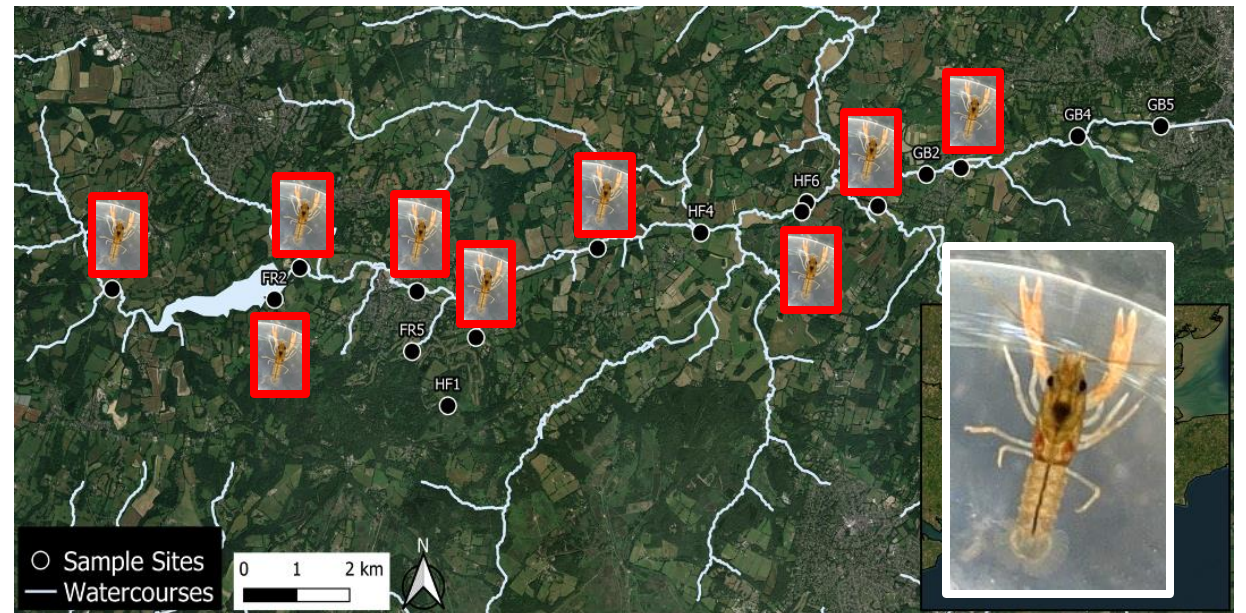 GB5
GB4
GB2
HF6
HF4
FR2
FR5
HF1
Sample Sites
Watercourses
0 1 2 km
N